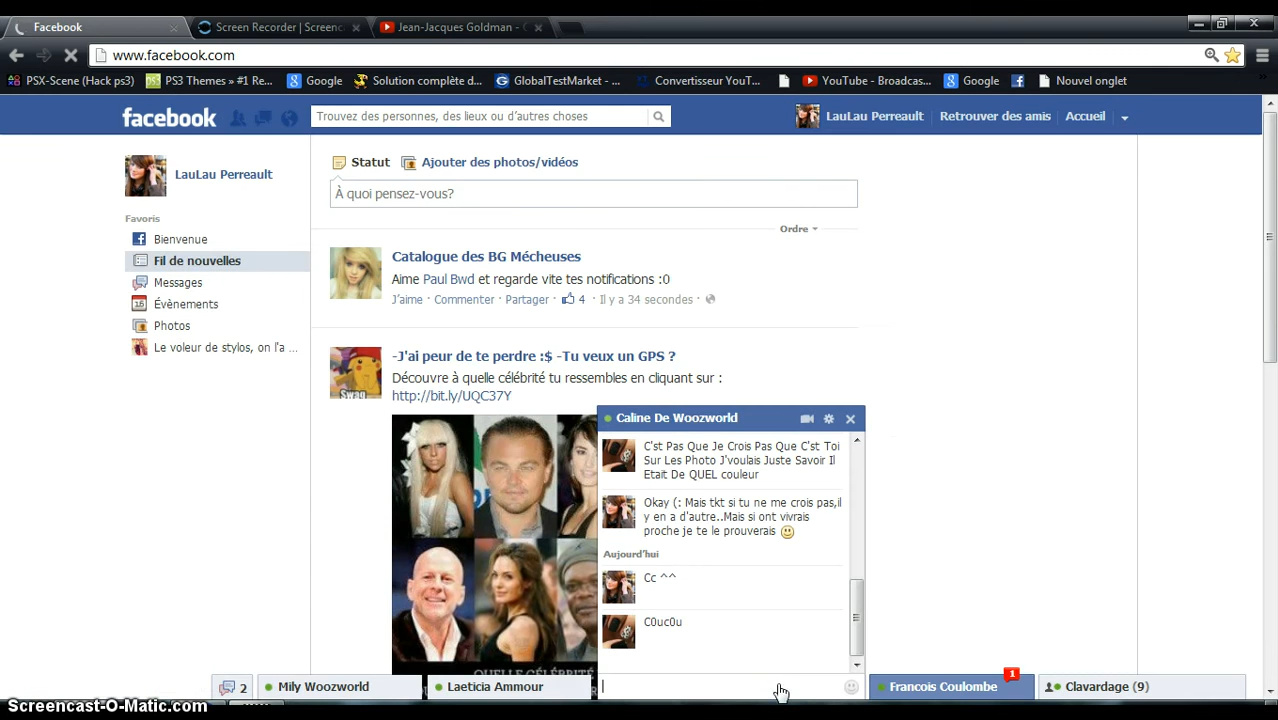 Facebook
Screen Recorder | Screenc
Jean-Jacques Goldman - 
www.facebook.com
PSX-Scene (Hack ps3)
PS3 Themes » #1 Re...
Google
Solution complète d...
GlobalTestMarket - ...
Convertisseur YouT...
YouTube - Broadcas...
Google
Nouvel onglet
facebook
Trouvez des personnes, des lieux ou d'autres choses
LauLau Perreault
Retrouver des amis
Accueil
LauLau Perreault
Favoris
Bienvenue
Fil de nouvelles
Messages
16 Évènements
Photos
Le voleur de stylos, on l'a ...
Statut
Ajouter des photos/vidéos
À quoi pensez-vous?
Ordre
Catalogue des BG Mécheuses
Aime Paul Bwd et regarde vite tes notifications :0
J'aime · Commenter · Partager · 4 · Il y a 34 secondes ·
-J'ai peur de te perdre :$ -Tu veux un GPS ?
Swag
Découvre à quelle célébrité tu ressembles en cliquant sur :
http://bit.ly/UQC37Y
QUELLE CÉLÉBRITÉ
Caline De Woozworld
C'st Pas Que Je Crois Pas Que C'st Toi
Sur Les Photo J'voulais Juste Savoir Il
Etait De QUEL couleur
Okay (: Mais tkt si tu ne me crois pas,il
y en a d'autre..Mais si ont vivrais
proche je te le prouverais
Aujourd'hui
Cc ^^
C0uc0u
2
Mily Woozworld
Laeticia Ammour
Francois Coulombe
1
Clavardage (9)
Screencast-O-Matic.com